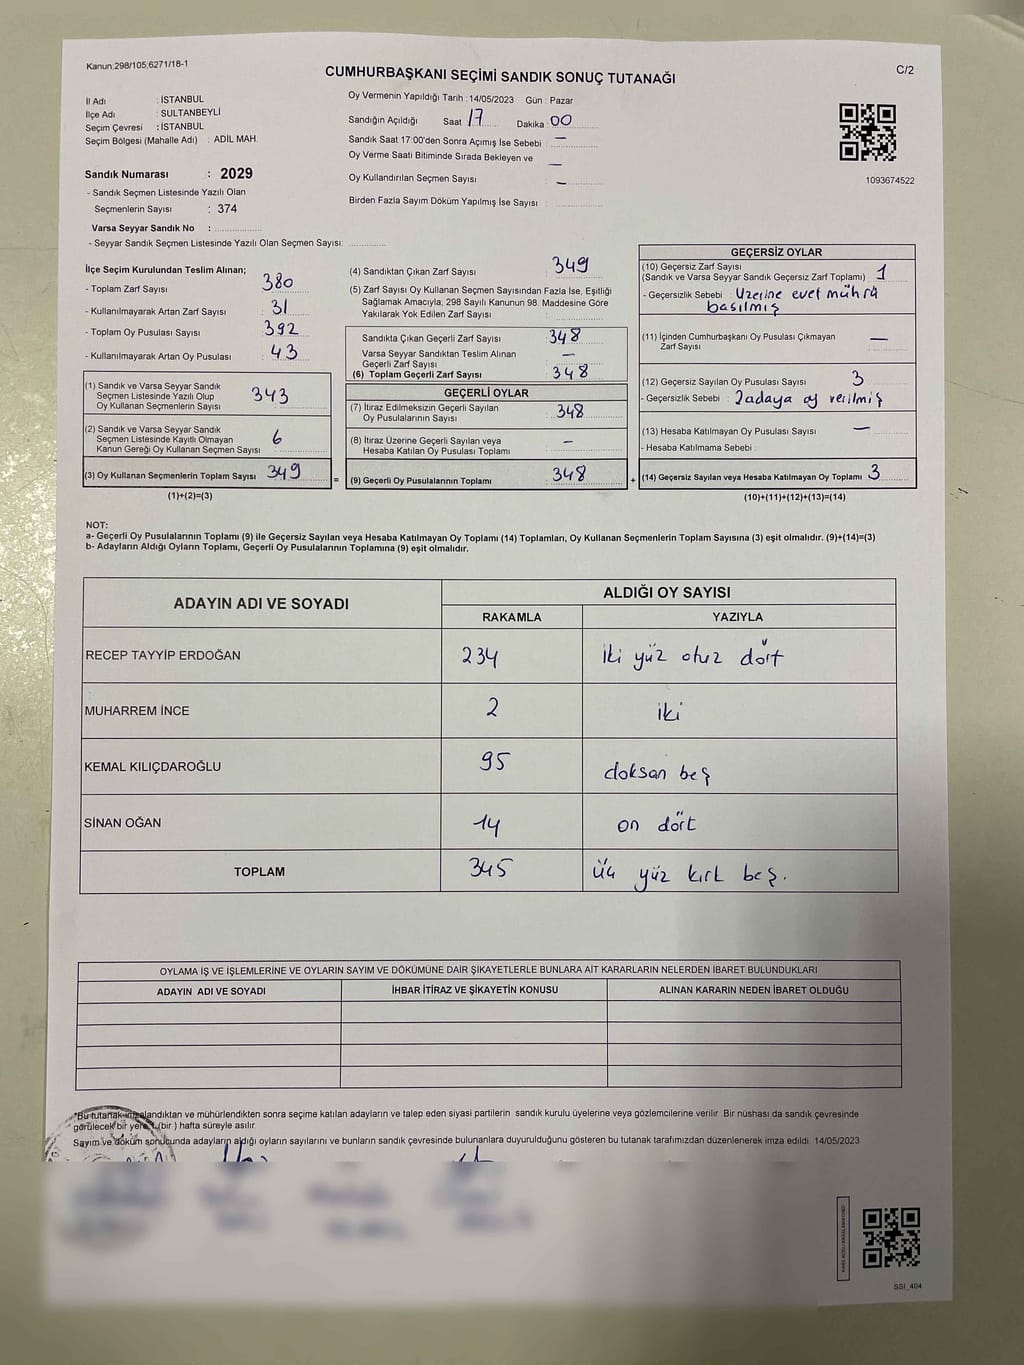 Kanun;298/105;6271/18-1
CUMHURBAŞKANI SEÇİMİ SANDIK SONUÇ TUTANAĞI
C/2
İl Adı : İSTANBUL
İlçe Adı : SULTANBEYLİ
Seçim Çevresi : İSTANBUL
Seçim Bölgesi (Mahalle Adı) : ADİL MAH.
Oy Vermenin Yapıldığı Tarih : 14/05/2023 Gün : Pazar
Sandığın Açıldığı Saat 17 Dakika 00
Sandık Saat 17:00'den Sonra Açımış İse Sebebi : —
Oy Verme Saati Bitiminde Sırada Bekleyen ve —
Oy Kullandırılan Seçmen Sayısı : —
Birden Fazla Sayım Döküm Yapılmış İse Sayısı :
1093674522
Sandık Numarası : 2029
- Sandık Seçmen Listesinde Yazılı Olan
Seçmenlerin Sayısı : 374
Varsa Seyyar Sandık No :
- Seyyar Sandık Seçmen Listesinde Yazılı Olan Seçmen Sayısı:
İlçe Seçim Kurulundan Teslim Alınan;
- Toplam Zarf Sayısı : 380
- Kullanılmayarak Artan Zarf Sayısı : 31
- Toplam Oy Pusulası Sayısı : 392
- Kullanılmayarak Artan Oy Pusulası : 43
(1) Sandık ve Varsa Seyyar Sandık
Seçmen Listesinde Yazılı Olup 343
Oy Kullanan Seçmenlerin Sayısı
(2) Sandık ve Varsa Seyyar Sandık
Seçmen Listesinde Kayıtlı Olmayan 6
Kanun Gereği Oy Kullanan Seçmen Sayısı
(3) Oy Kullanan Seçmenlerin Toplam Sayısı 349
(1)+(2)=(3)
(4) Sandıktan Çıkan Zarf Sayısı : 349
(5) Zarf Sayısı Oy Kullanan Seçmen Sayısından Fazla İse, Eşitliği
Sağlamak Amacıyla; 298 Sayılı Kanunun 98. Maddesine Göre
Yakılarak Yok Edilen Zarf Sayısı :
Sandıkta Çıkan Geçerli Zarf Sayısı : 348
Varsa Seyyar Sandıktan Teslim Alınan
Geçerli Zarf Sayısı : —
(6) Toplam Geçerli Zarf Sayısı : 348
GEÇERLİ OYLAR
(7) İtiraz Edilmeksizin Geçerli Sayılan
Oy Pusulalarının Sayısı : 348
(8) İtiraz Üzerine Geçerli Sayılan veya
Hesaba Katılan Oy Pusulası Toplamı : —
= (9) Geçerli Oy Pusulalarının Toplamı : 348 +
GEÇERSİZ OYLAR
(10) Geçersiz Zarf Sayısı
(Sandık ve Varsa Seyyar Sandık Geçersiz Zarf Toplamı) : 1
- Geçersizlik Sebebi : Üzerine evet mührü
basılmış
(11) İçinden Cumhurbaşkanı Oy Pusulası Çıkmayan
Zarf Sayısı —
(12) Geçersiz Sayılan Oy Pusulası Sayısı : 3
- Geçersizlik Sebebi : 2adaya oy verilmiş
(13) Hesaba Katılmayan Oy Pusulası Sayısı : —
- Hesaba Katılmama Sebebi :
(14) Geçersiz Sayılan veya Hesaba Katılmayan Oy Toplamı : 3
(10)+(11)+(12)+(13)=(14)
NOT:
a- Geçerli Oy Pusulalarının Toplamı (9) ile Geçersiz Sayılan veya Hesaba Katılmayan Oy Toplamı (14) Toplamları, Oy Kullanan Seçmenlerin Toplam Sayısına (3) eşit olmalıdır. (9)+(14)=(3)
b- Adayların Aldığı Oyların Toplamı, Geçerli Oy Pusulalarının Toplamına (9) eşit olmalıdır.
ADAYIN ADI VE SOYADI
ALDIĞI OY SAYISI
RAKAMLA YAZIYLA
RECEP TAYYİP ERDOĞAN 234 iki yüz otuz dört
MUHARREM İNCE 2 iki
KEMAL KILIÇDAROĞLU 95 doksan beş
SİNAN OĞAN 14 on dört
TOPLAM 345 üç yüz kırk beş.
OYLAMA İŞ VE İŞLEMLERİNE VE OYLARIN SAYIM VE DÖKÜMÜNE DAİR ŞİKAYETLERLE BUNLARA AİT KARARLARIN NELERDEN İBARET BULUNDUKLARI
ADAYIN ADI VE SOYADI İHBAR İTİRAZ VE ŞİKAYETİN KONUSU ALINAN KARARIN NEDEN İBARET OLDUĞU
"Bu tutanak imzalandıktan ve mühürlendikten sonra seçime katılan adayların ve talep eden siyasi partilerin sandık kurulu üyelerine veya gözlemcilerine verilir. Bir nüshası da sandık çevresinde
görülecek bir yere 1 (bir ) hafta süreyle asılır.
Sayım ve döküm sonucunda adayların aldığı oyların sayılarını ve bunların sandık çevresinde bulunanlara duyurulduğunu gösteren bu tutanak tarafımızdan düzenlenerek imza edildi. 14/05/2023
SSI_404